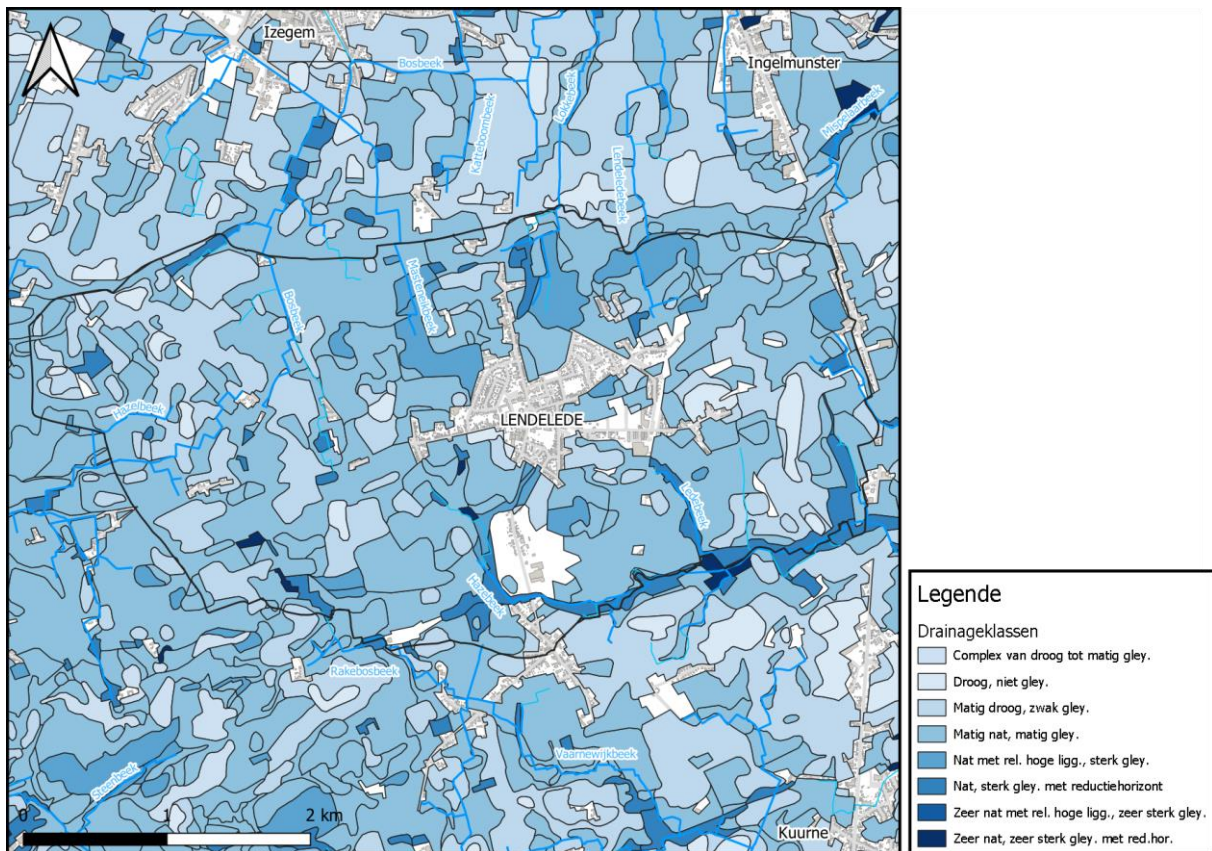 Izegem
Bosbeek
Ingelmunster
Katteboombeek
Lokkebeek
Mispelaarbeek
Lendeledebeek
Bosbeek
Mastenelkbeek
Hazelbeek
LENDELEDE
Ledebeek
Hazebeek
Rakebosbeek
Vaarnewijkbeek
Steenbeek
0 1 2 km
Kuurne
Legende
Drainageklassen
Complex van droog tot matig gley.
Droog, niet gley.
Matig droog, zwak gley.
Matig nat, matig gley.
Nat met rel. hoge ligg., sterk gley.
Nat, sterk gley. met reductiehorizont
Zeer nat met rel. hoge ligg., zeer sterk gley.
Zeer nat, zeer sterk gley. met red.hor.